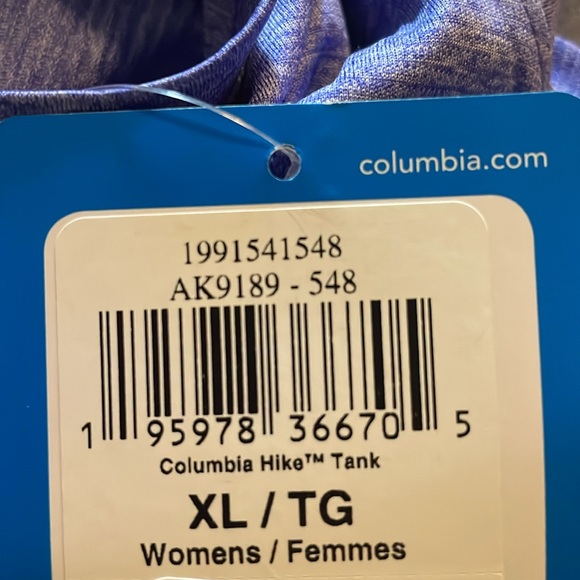 columbia.com
1991541548
AK9189 - 548
1 95978 36670 5
Columbia Hike™ Tank
XL / TG
Womens / Femmes